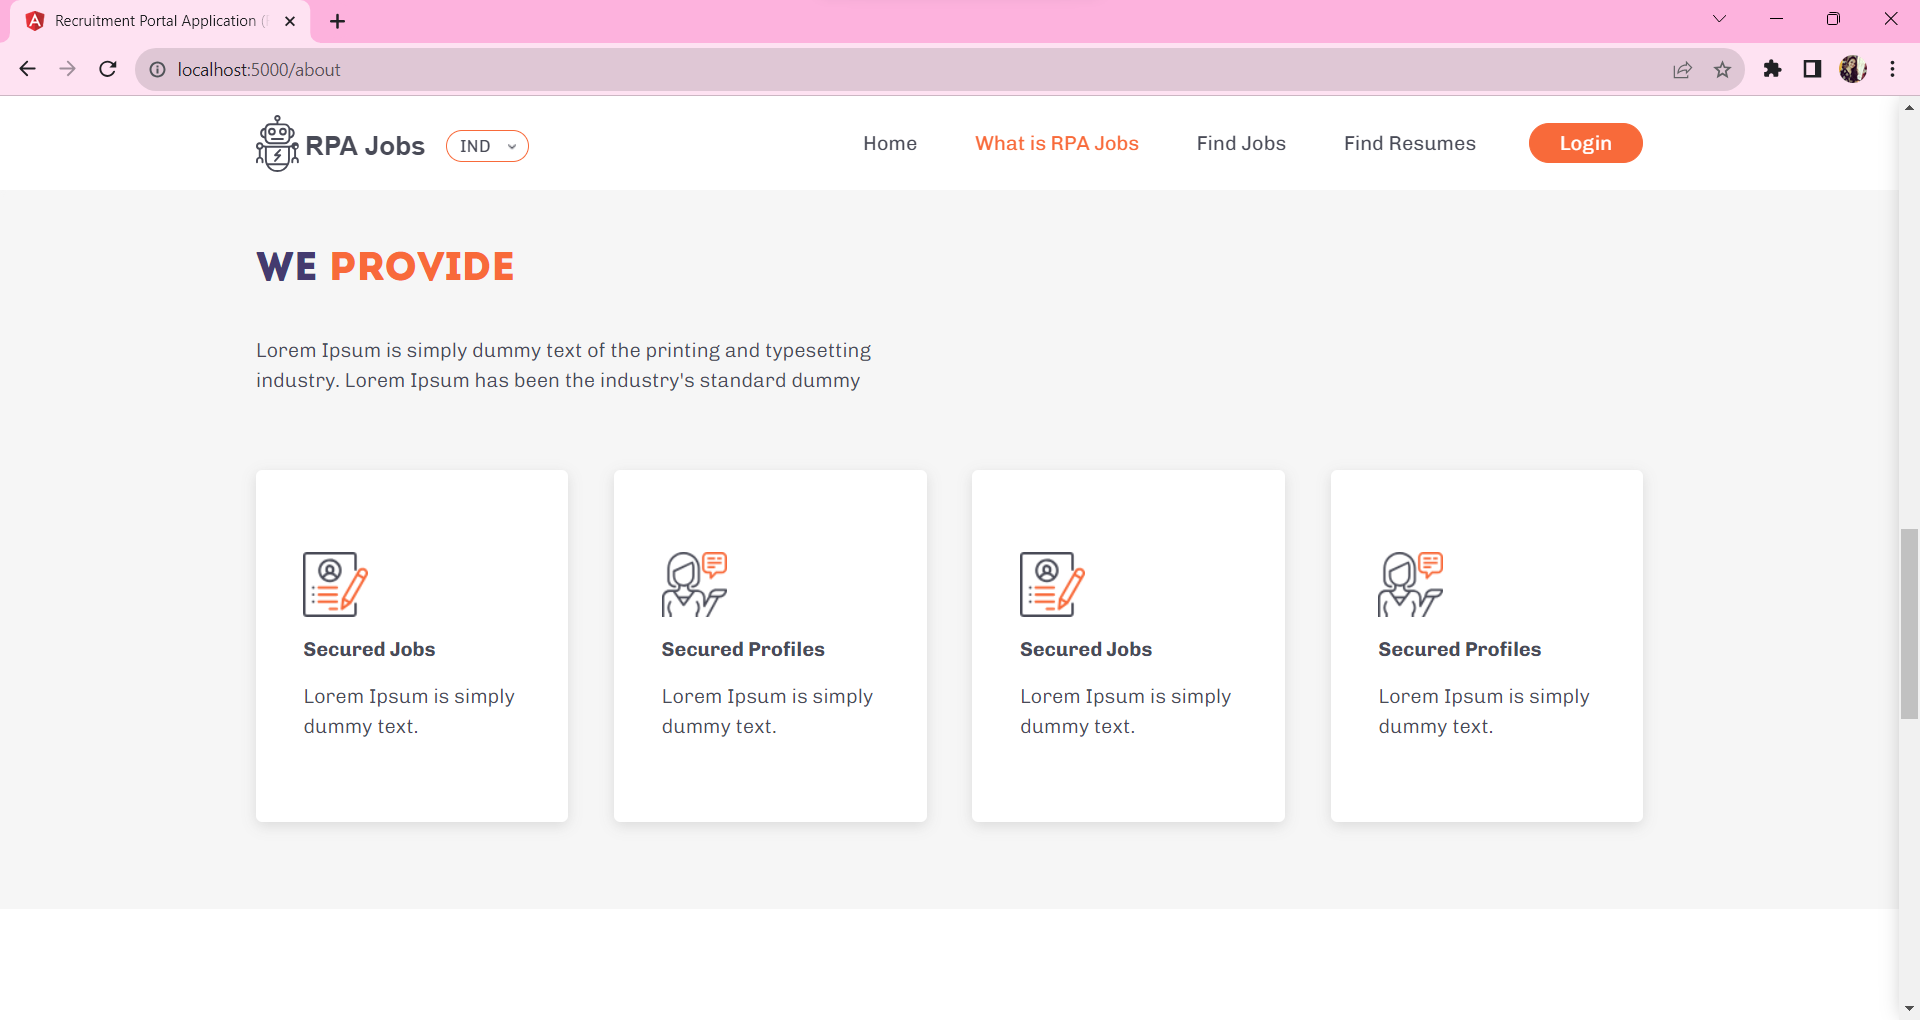 Recruitment Portal Application (
localhost:5000/about
RPA Jobs
IND
Home
What is RPA Jobs
Find Jobs
Find Resumes
Login
WE PROVIDE
Lorem Ipsum is simply dummy text of the printing and typesetting
industry. Lorem Ipsum has been the industry's standard dummy
Secured Jobs
Lorem Ipsum is simply
dummy text.
Secured Profiles
Lorem Ipsum is simply
dummy text.
Secured Jobs
Lorem Ipsum is simply
dummy text.
Secured Profiles
Lorem Ipsum is simply
dummy text.